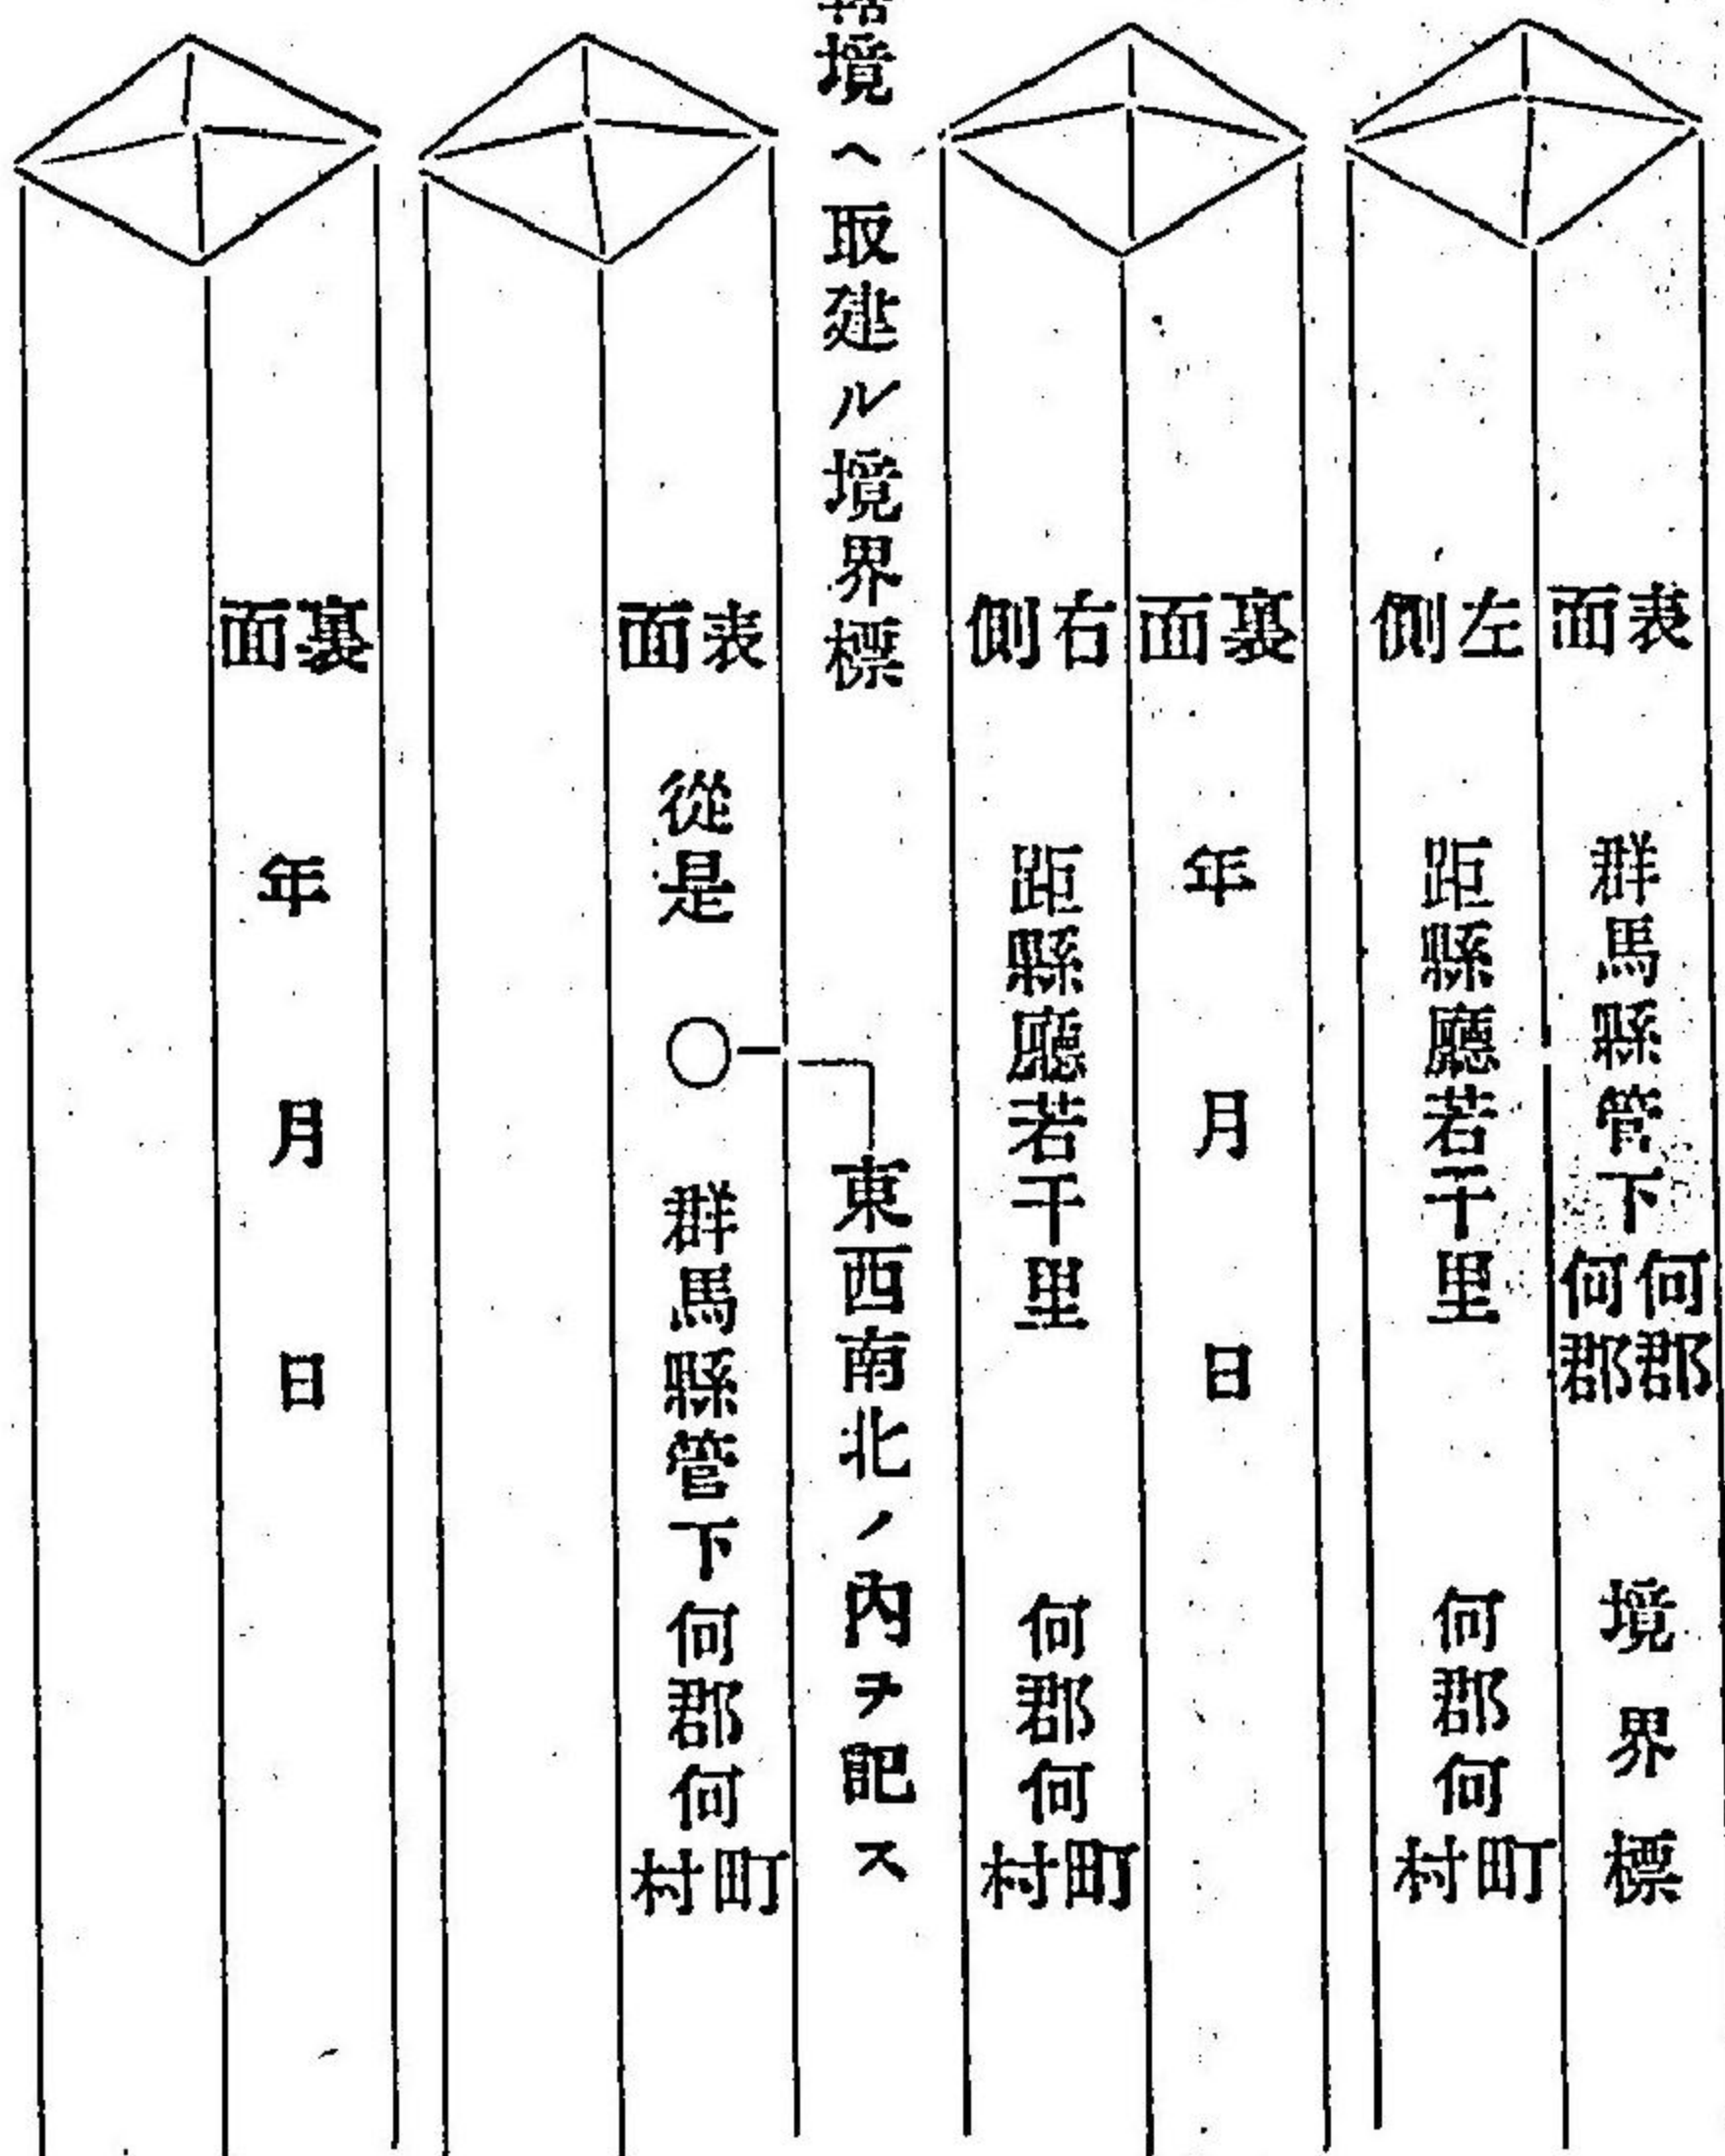 面表
群馬縣管下何郡何郡 境界標
側左
距縣廳若干里 何郡何村町
面裏
年月日
側右
距縣廳若干里 何郡何村町
境ヘ取建ル境界標
東西南北ノ內ヲ記ス
面表
從是 ○ 群馬縣管下何郡何村町
面裏
年月日